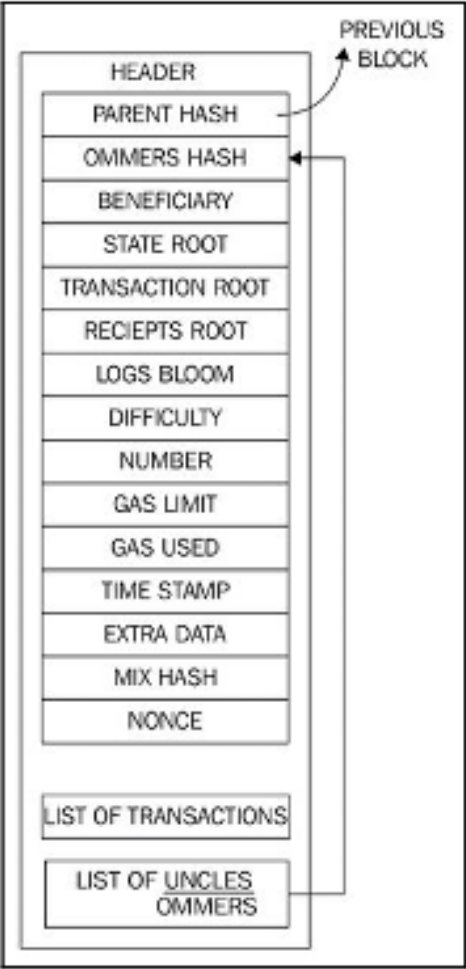 PREVIOUS
BLOCK
HEADER
PARENT HASH
OMMERS HASH
BENEFICIARY
STATE ROOT
TRANSACTION ROOT
RECIEPTS ROOT
LOGS BLOOM
DIFFICULTY
NUMBER
GAS LIMIT
GAS USED
TIME STAMP
EXTRA DATA
MIX HASH
NONCE
LIST OF TRANSACTIONS
LIST OF UNCLES
OMMERS